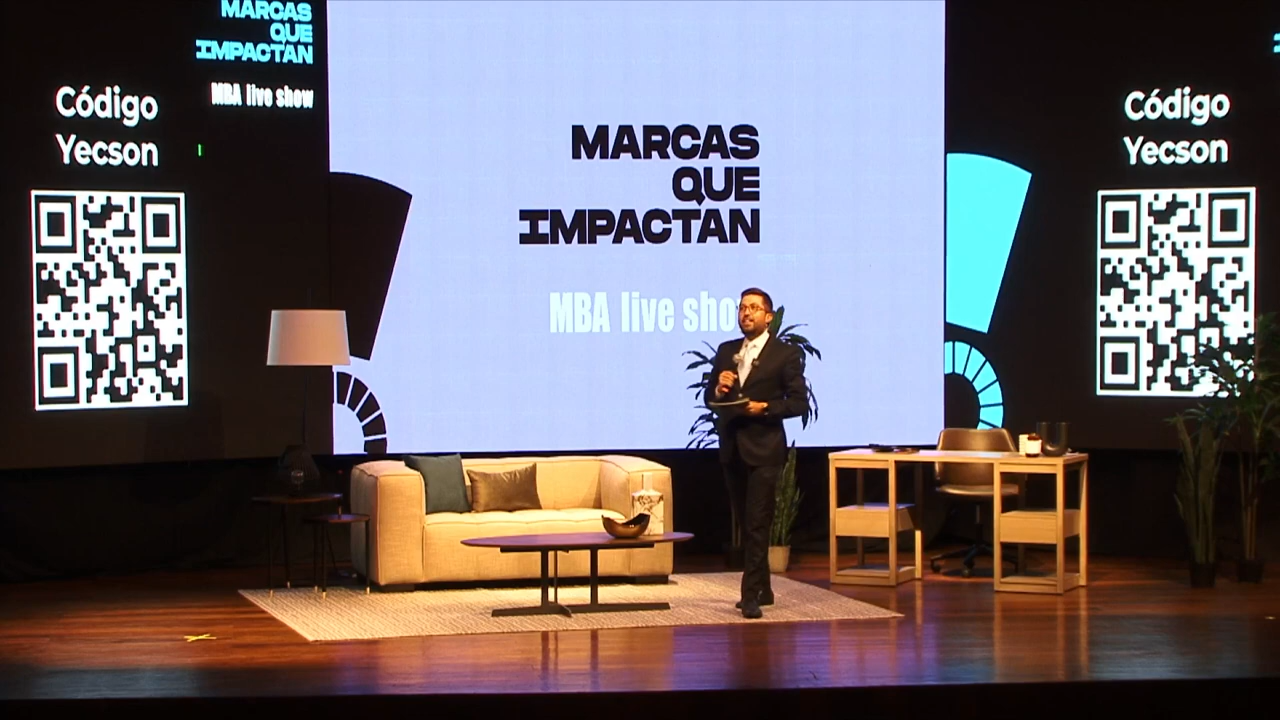 MARCAS
QUE
IMPACTAN
MBA live show
Código
Yecson
MARCAS
QUE
IMPACTAN
MBA live sho
Código
Yecson